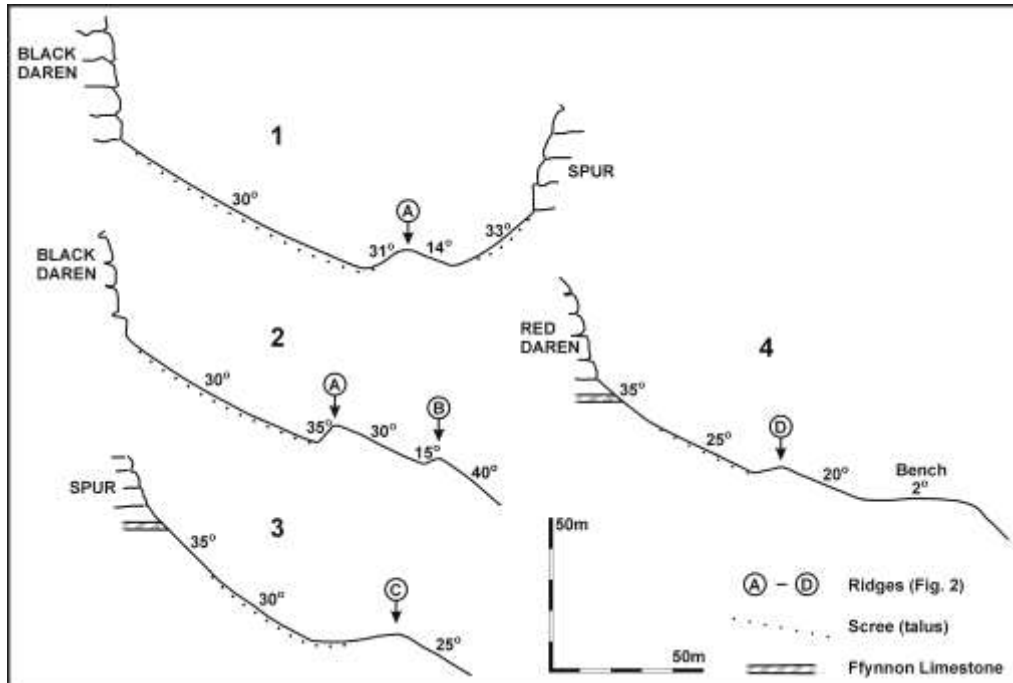 BLACK
DAREN
1
30°
A
31°
14°
33°
SPUR
BLACK
DAREN
2
30°
A
35°
30°
B
15°
40°
SPUR
3
35°
30°
C
25°
RED
DAREN
4
35°
25°
D
20°
Bench
2°
50m
50m
A – D Ridges (Fig. 2)
Scree (talus)
Ffynnon Limestone